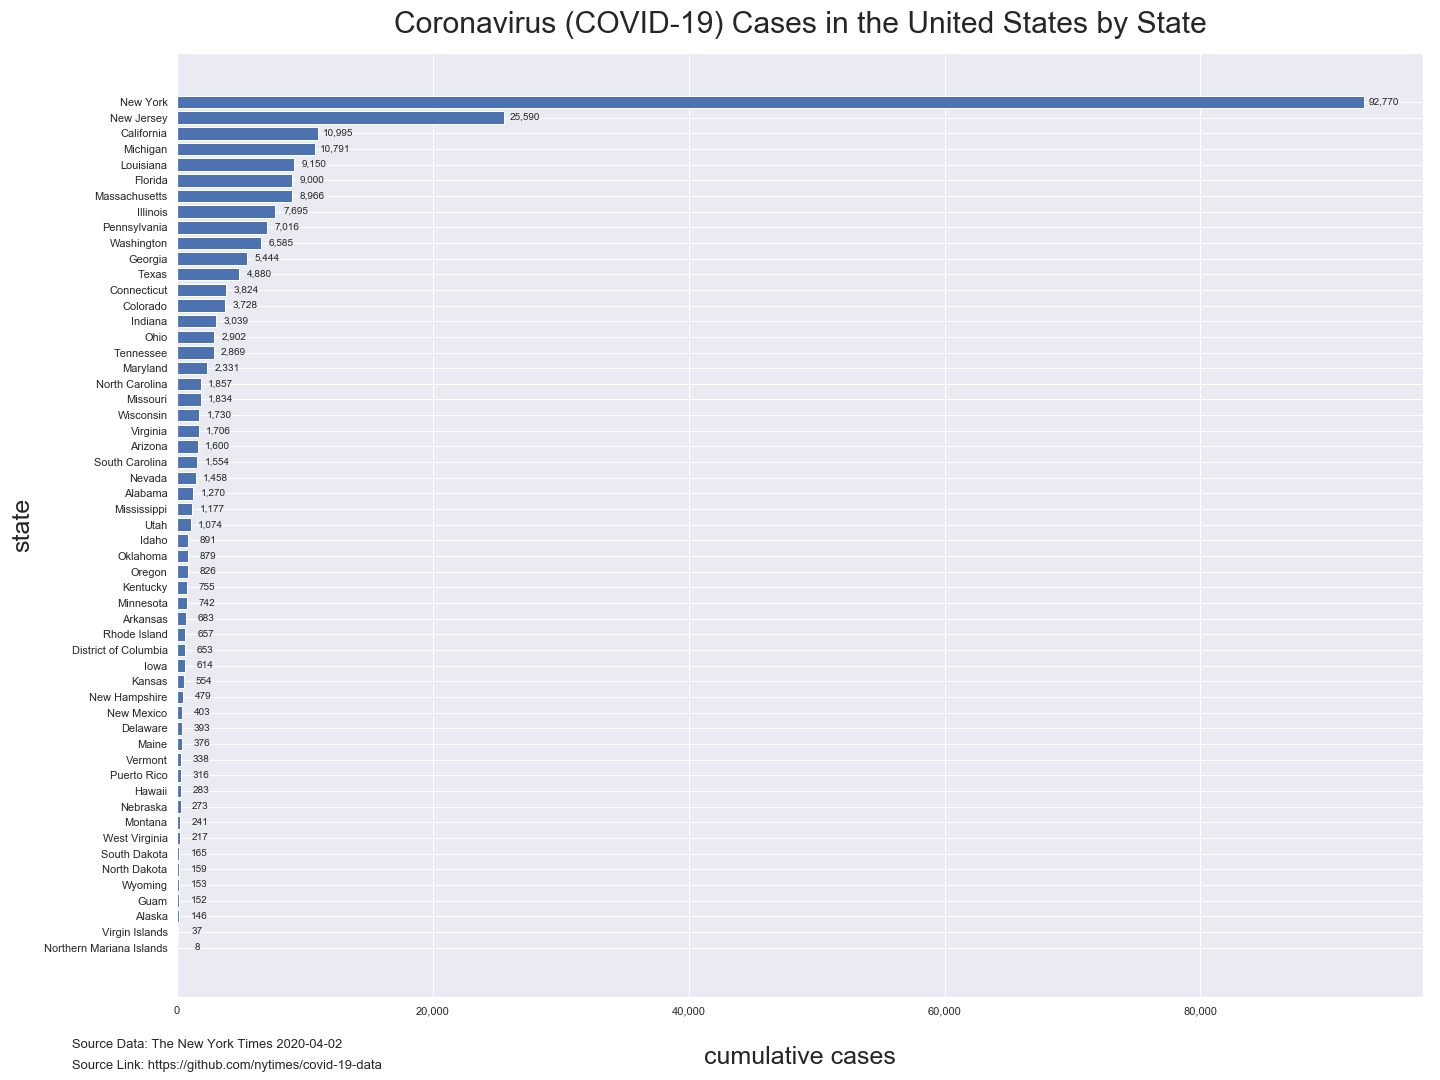 Coronavirus (COVID-19) Cases in the United States by State
New York 92,770
New Jersey 25,590
California 10,995
Michigan 10,791
Louisiana 9,150
Florida 9,000
Massachusetts 8,966
Illinois 7,695
Pennsylvania 7,016
Washington 6,585
Georgia 5,444
Texas 4,880
Connecticut 3,824
Colorado 3,728
Indiana 3,039
Ohio 2,902
Tennessee 2,869
Maryland 2,331
North Carolina 1,857
Missouri 1,834
Wisconsin 1,730
Virginia 1,706
Arizona 1,600
South Carolina 1,554
Nevada 1,458
Alabama 1,270
Mississippi 1,177
Utah 1,074
Idaho 891
Oklahoma 879
Oregon 826
Kentucky 755
Minnesota 742
Arkansas 683
Rhode Island 657
District of Columbia 653
Iowa 614
Kansas 554
New Hampshire 479
New Mexico 403
Delaware 393
Maine 376
Vermont 338
Puerto Rico 316
Hawaii 283
Nebraska 273
Montana 241
West Virginia 217
South Dakota 165
North Dakota 159
Wyoming 153
Guam 152
Alaska 146
Virgin Islands 37
Northern Mariana Islands 8
state
0 20,000 40,000 60,000 80,000
cumulative cases
Source Data: The New York Times 2020-04-02
Source Link: https://github.com/nytimes/covid-19-data